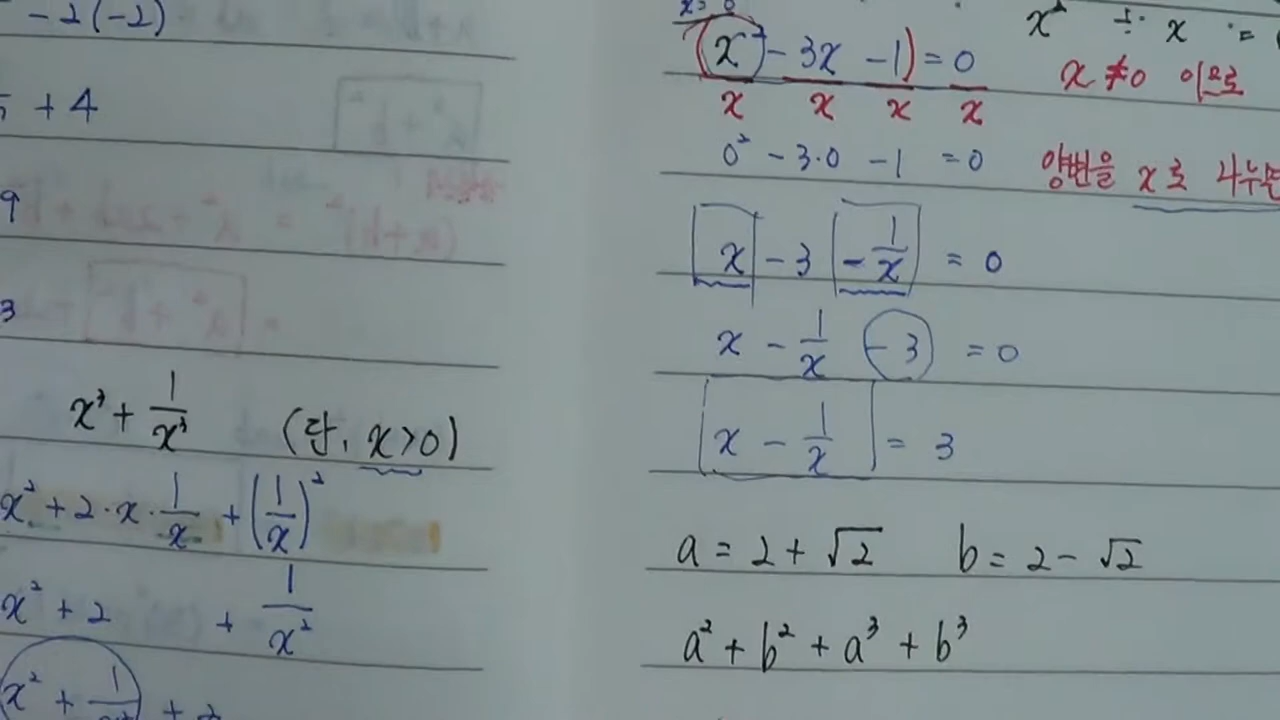 -2(-2)
+ 4
9
3
x³ + 1/x³ (단, x>0)
x² + 2·x·1/x + (1/x)²
x² + 2 + 1/x²
x² +
x² ÷ x =
(x² - 3x - 1) = 0
x x x x
x ≠ 0 이므로
0² - 3·0 - 1 = 0
양변을 x로 나누면
x - 3 - 1/x = 0
x - 1/x - 3 = 0
x - 1/x = 3
a = 2 + √2 b = 2 - √2
a² + b² + a³ + b³